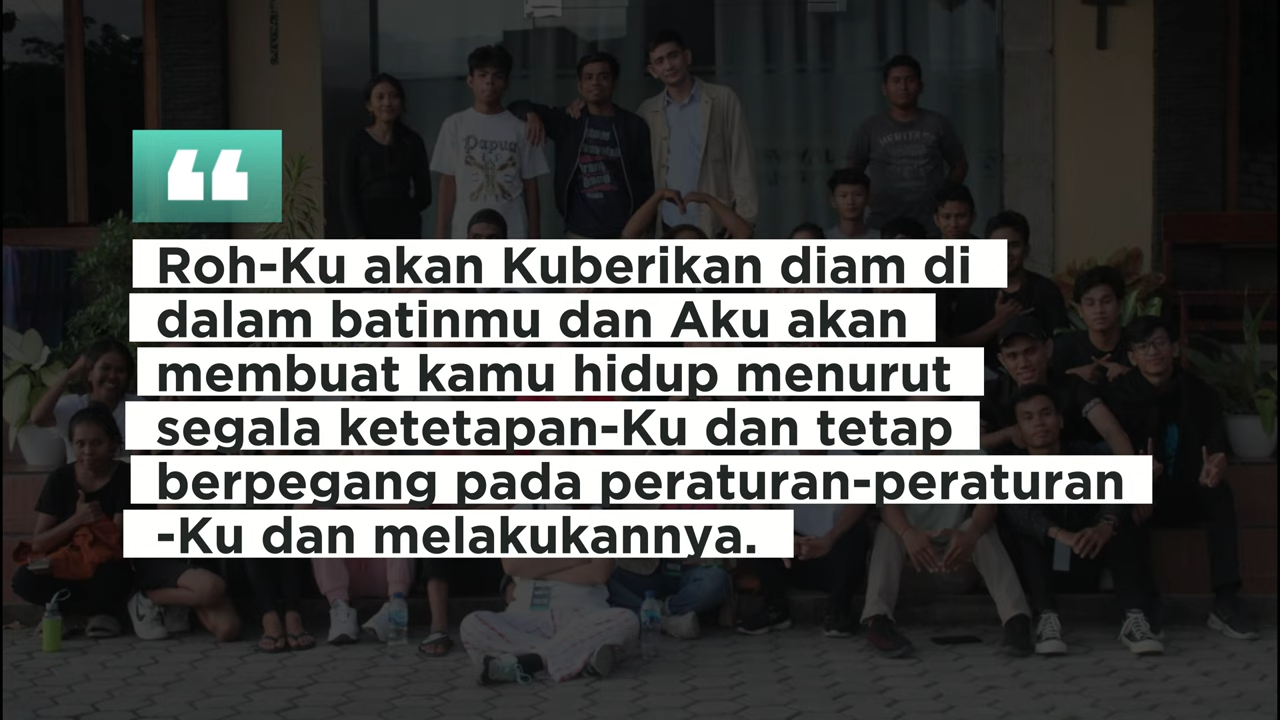 Papua
Roh-Ku akan Kuberikan diam di
dalam batinmu dan Aku akan
membuat kamu hidup menurut
segala ketetapan-Ku dan tetap
berpegang pada peraturan-peraturan
-Ku dan melakukannya.